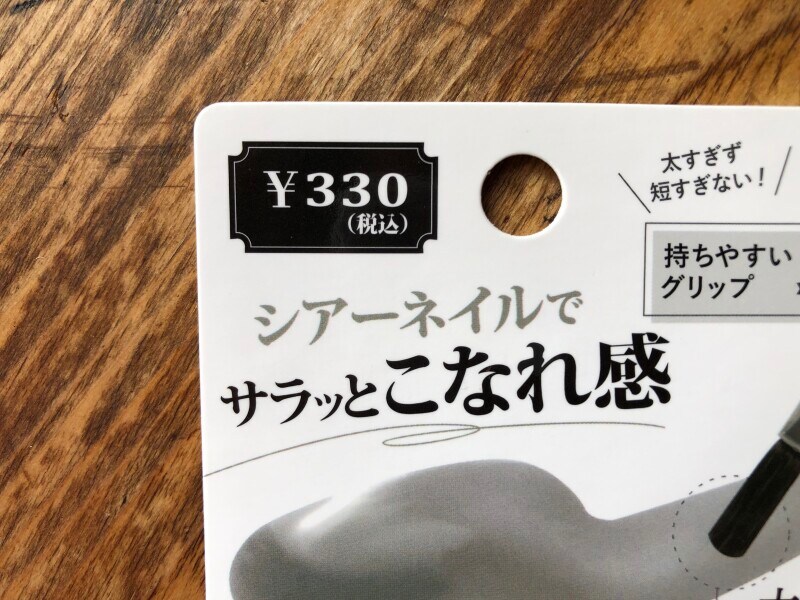 ¥330
(税込)
太すぎず
短すぎない!
持ちやすい
グリップ
シアーネイルで
サラッとこなれ感